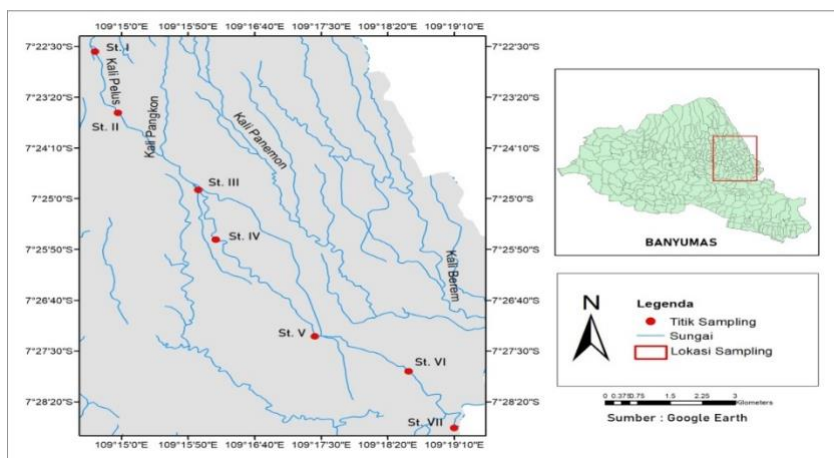 109°15'0"E 109°15'50"E 109°16'40"E 109°17'30"E 109°18'20"E 109°19'10"E
7°22'30"S
7°23'20"S
7°24'10"S
7°25'0"S
7°25'50"S
7°26'40"S
7°27'30"S
7°28'20"S
St. I
Kali Pelus
St. II
Kali Pangkon
Kali Panemon
St. III
St. IV
Kali Berem
St. V
St. VI
St. VII
7°22'30"S
7°23'20"S
7°24'10"S
7°25'0"S
7°25'50"S
7°26'40"S
7°27'30"S
7°28'20"S
109°15'0"E 109°15'50"E 109°16'40"E 109°17'30"E 109°18'20"E 109°19'10"E
BANYUMAS
N
Legenda
Titik Sampling
Sungai
Lokasi Sampling
0 0.375 0.75 1.5 2.25 3
Kilometers
Sumber : Google Earth